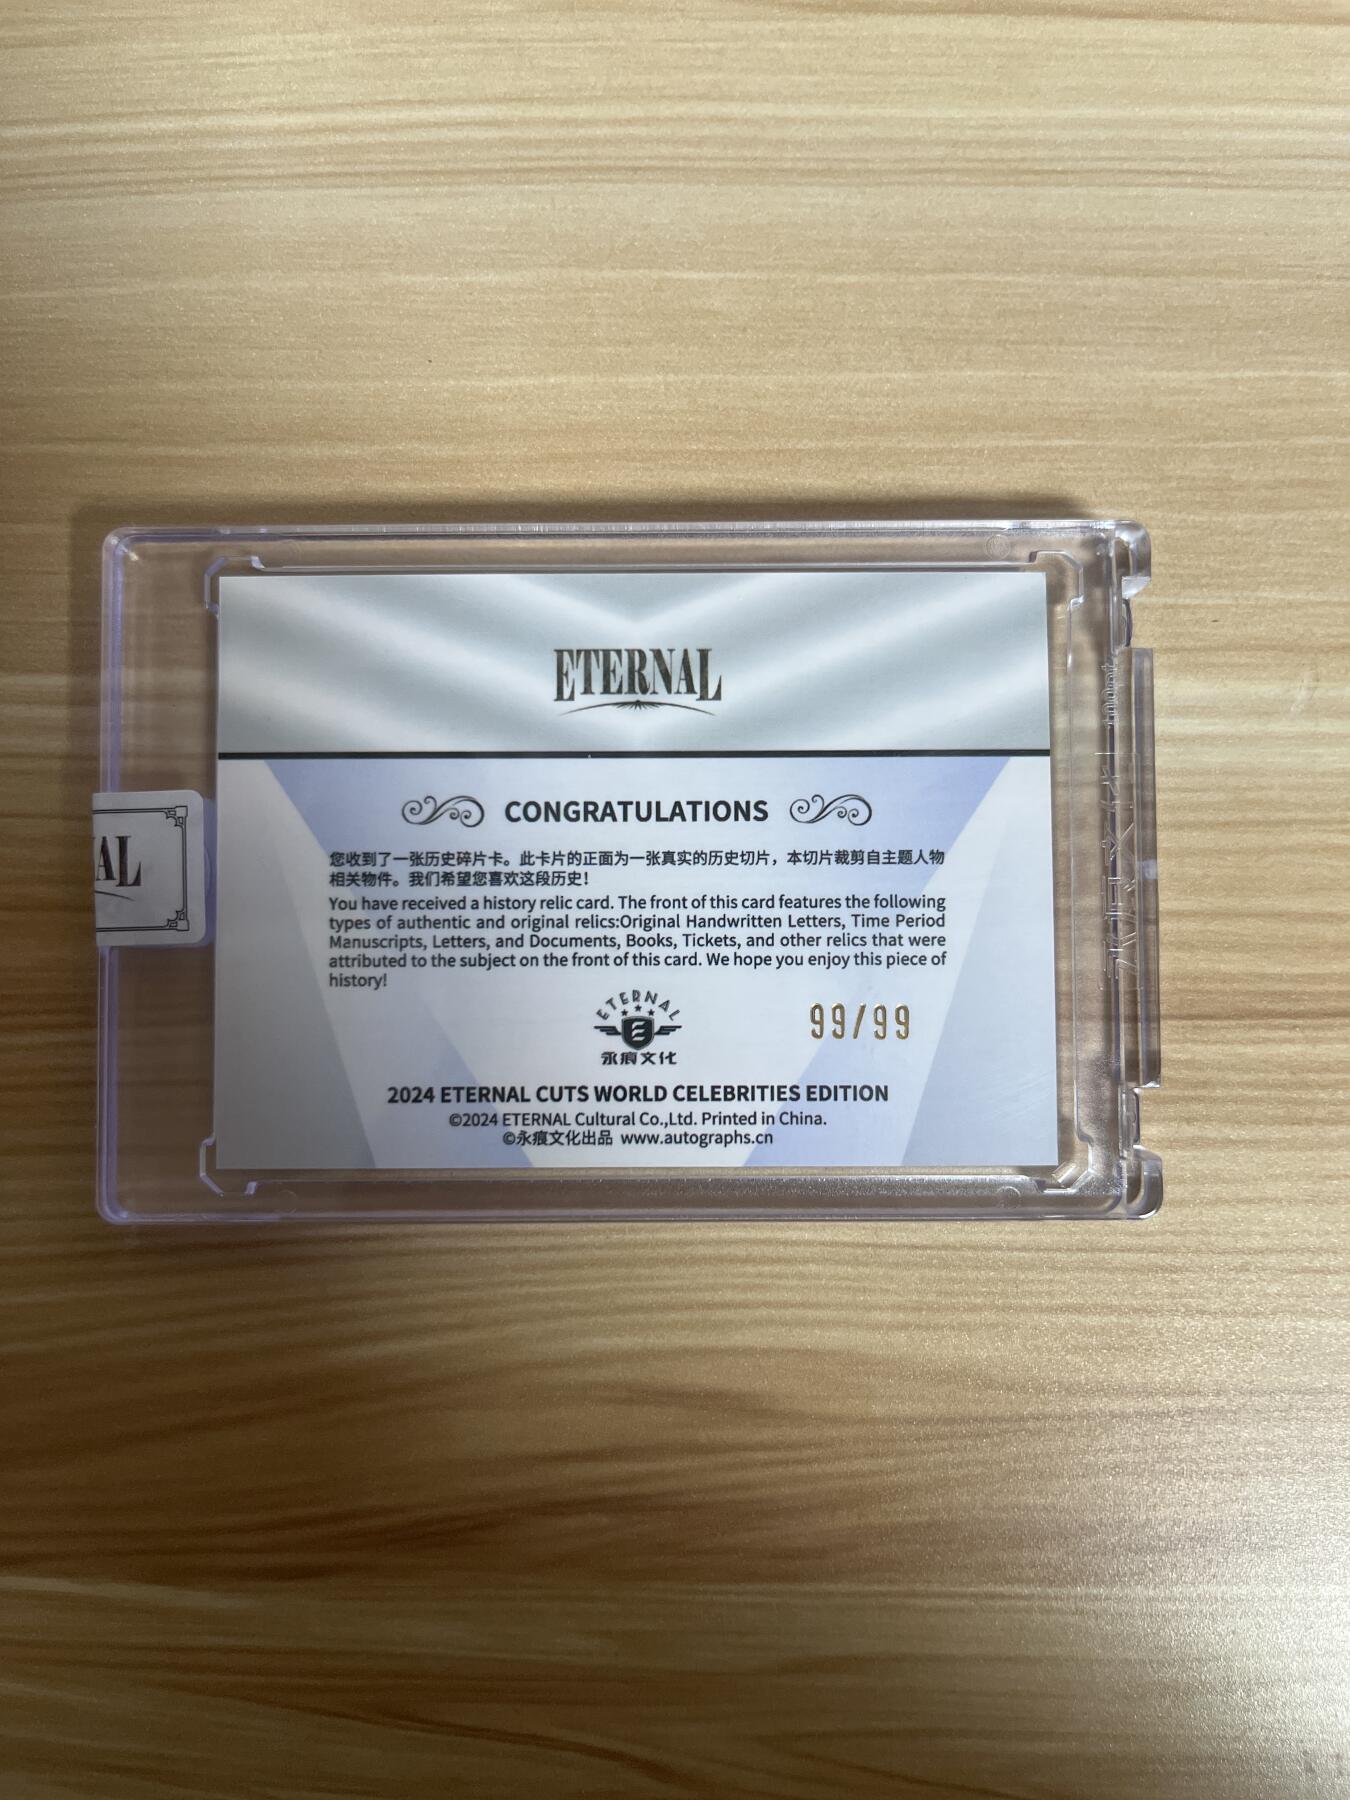 ETERNAL
AL
CONGRATULATIONS
您收到了一张历史碎片卡。此卡片的正面为一张真实的历史切片，本切片裁剪自主题人物
相关物件。我们希望您喜欢这段历史！
You have received a history relic card. The front of this card features the following
types of authentic and original relics:Original Handwritten Letters, Time Period
Manuscripts, Letters, and Documents, Books, Tickets, and other relics that were
attributed to the subject on the front of this card. We hope you enjoy this piece of
history!
ETERNAL
E
永痕文化
99/99
2024 ETERNAL CUTS WORLD CELEBRITIES EDITION
©2024 ETERNAL Cultural Co.,Ltd. Printed in China.
©永痕文化出品 www.autographs.cn